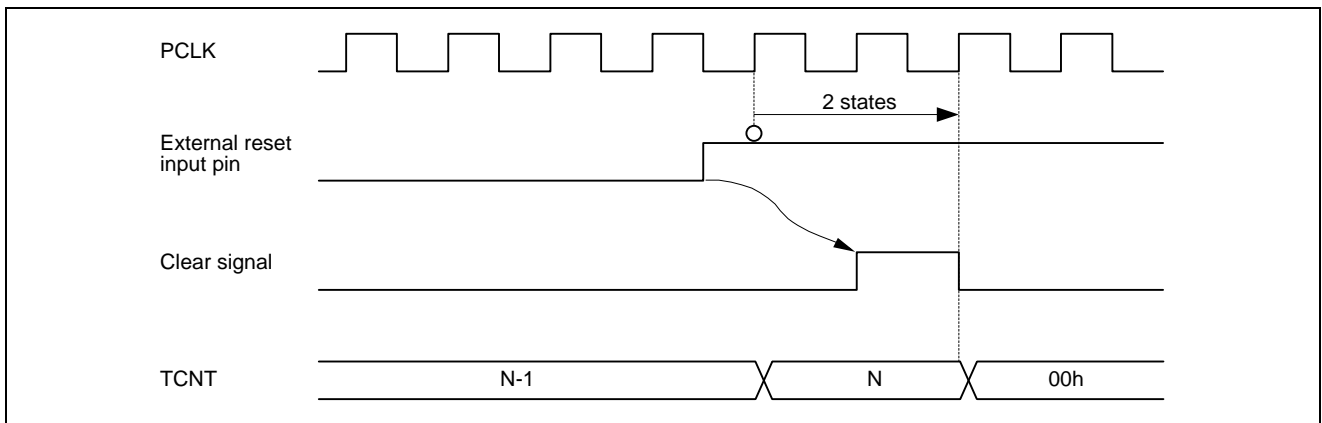 PCLK
2 states
External reset
input pin
Clear signal
TCNT
N-1
N
00h